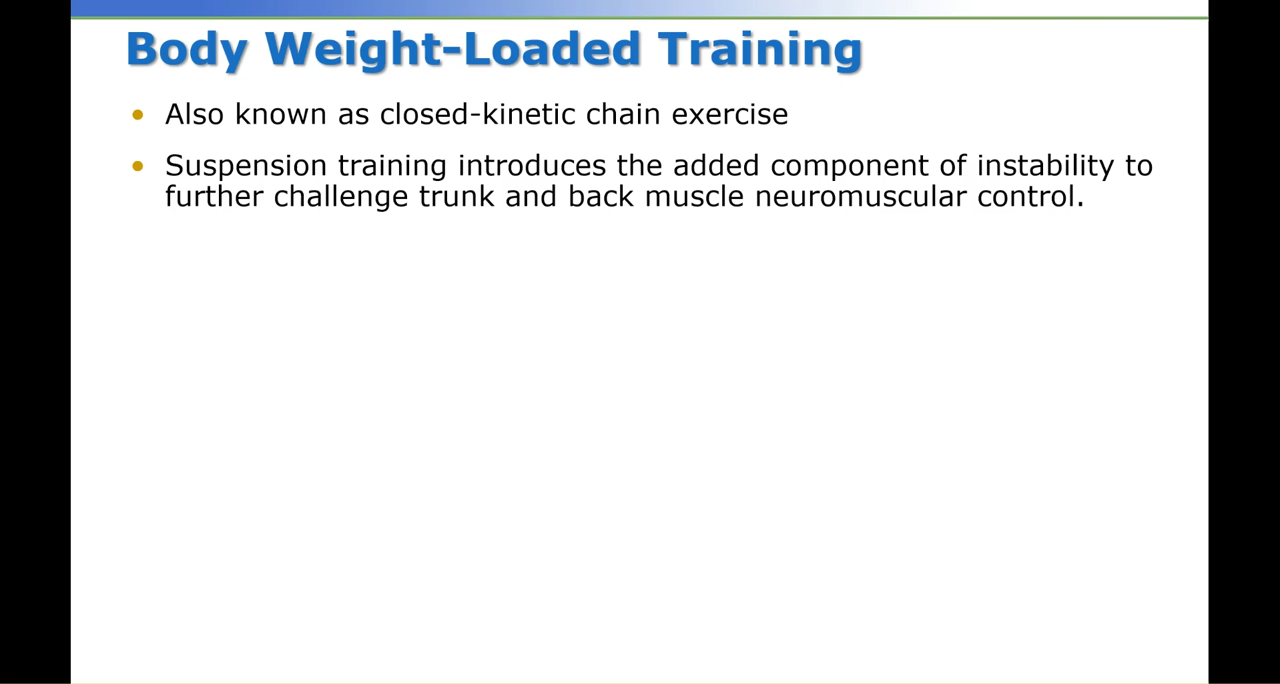 Body Weight-Loaded Training
• Also known as closed-kinetic chain exercise
• Suspension training introduces the added component of instability to
further challenge trunk and back muscle neuromuscular control.